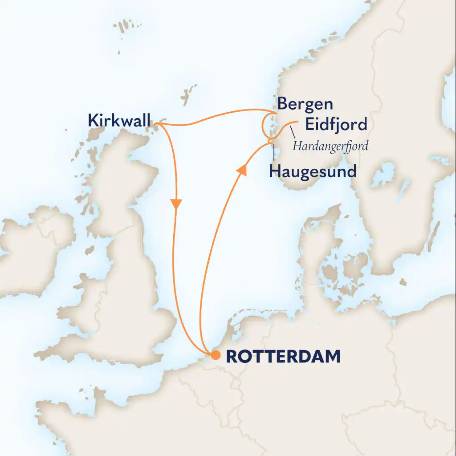 Bergen
Kirkwall
Eidfjord
Hardangerfjord
Haugesund
ROTTERDAM